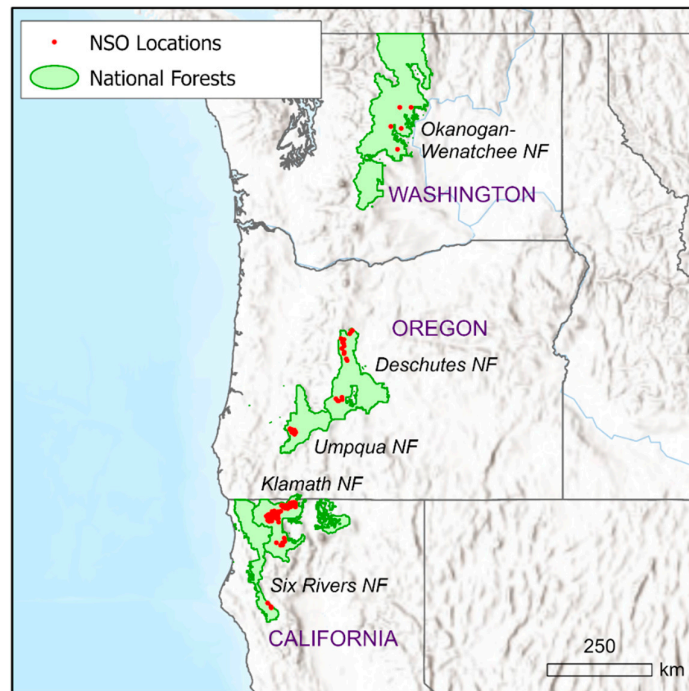 NSO Locations
National Forests
Okanogan-
Wenatchee NF
WASHINGTON
OREGON
Deschutes NF
Umpqua NF
Klamath NF
Six Rivers NF
CALIFORNIA
250
km